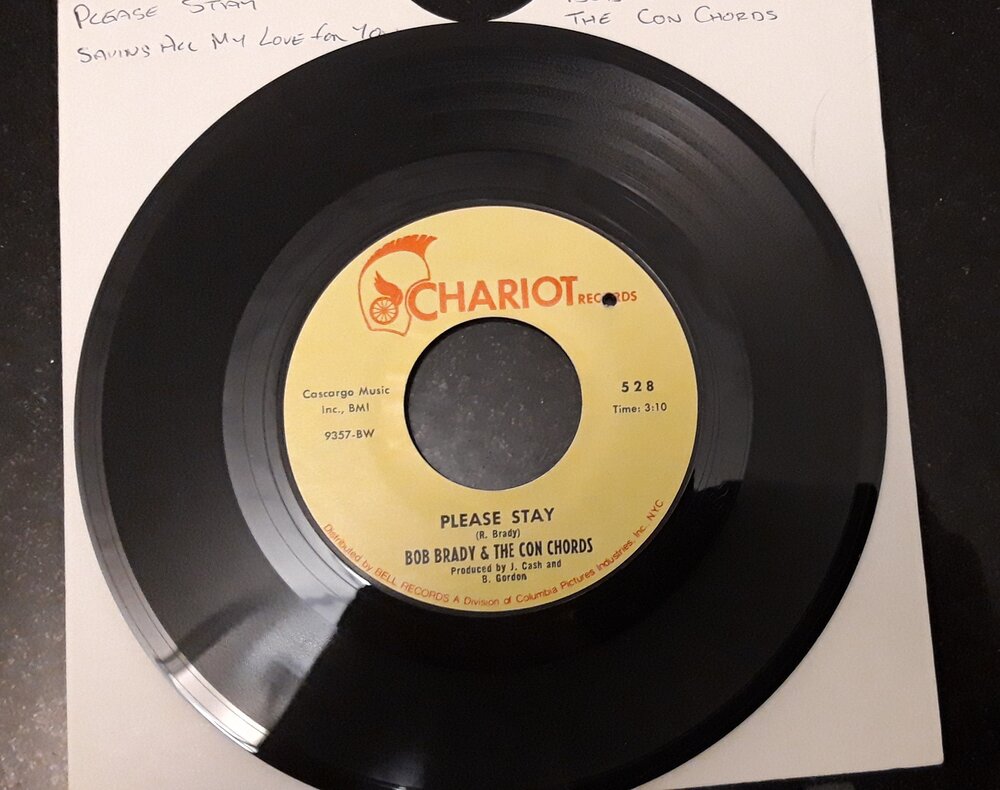 PLEASE STAY
SAVING ALL MY LOVE FOR YOU
THE CON CHORDS
CHARIOT RECORDS
Cascargo Music
Inc., BMI
9357-BW
528
Time: 3:10
PLEASE STAY
(R. Brady)
BOB BRADY & THE CON CHORDS
Produced by J. Cash and
B. Gordon
Distributed by BELL RECORDS A Division of Columbia Pictures Industries, Inc. NYC